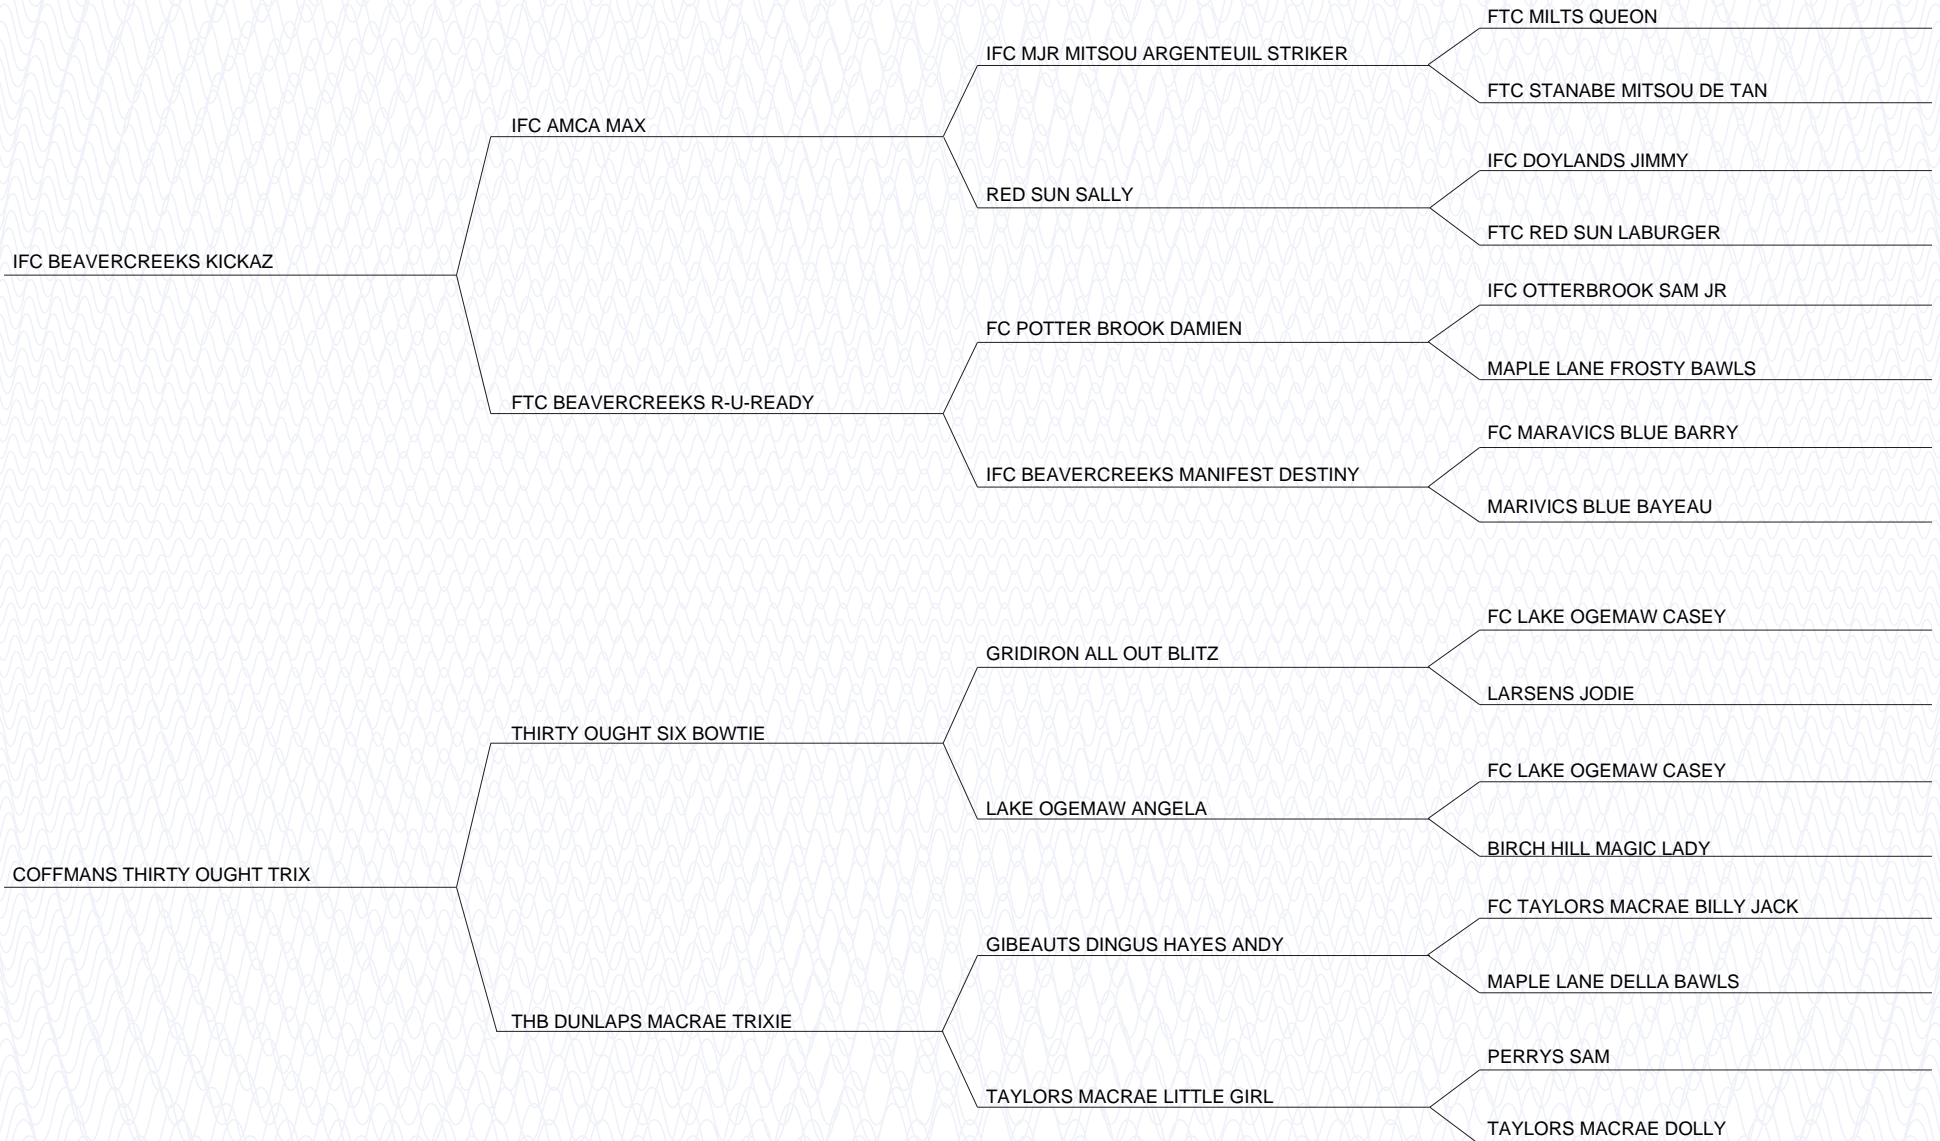 FTC MILTS QUEON
IFC MJR MITSOU ARGENTEUIL STRIKER
FTC STANABE MITSOU DE TAN
IFC AMCA MAX
IFC DOYLANDS JIMMY
RED SUN SALLY
FTC RED SUN LABURGER
IFC BEAVERCREEKS KICKAZ
IFC OTTERBROOK SAM JR
FC POTTER BROOK DAMIEN
MAPLE LANE FROSTY BAWLS
FTC BEAVERCREEKS R-U-READY
FC MARAVICS BLUE BARRY
IFC BEAVERCREEKS MANIFEST DESTINY
MARIVICS BLUE BAYEAU
FC LAKE OGEMAW CASEY
GRIDIRON ALL OUT BLITZ
LARSENS JODIE
THIRTY OUGHT SIX BOWTIE
FC LAKE OGEMAW CASEY
LAKE OGEMAW ANGELA
BIRCH HILL MAGIC LADY
COFFMANS THIRTY OUGHT TRIX
FC TAYLORS MACRAE BILLY JACK
GIBEAUTS DINGUS HAYES ANDY
MAPLE LANE DELLA BAWLS
THB DUNLAPS MACRAE TRIXIE
PERRYS SAM
TAYLORS MACRAE LITTLE GIRL
TAYLORS MACRAE DOLLY